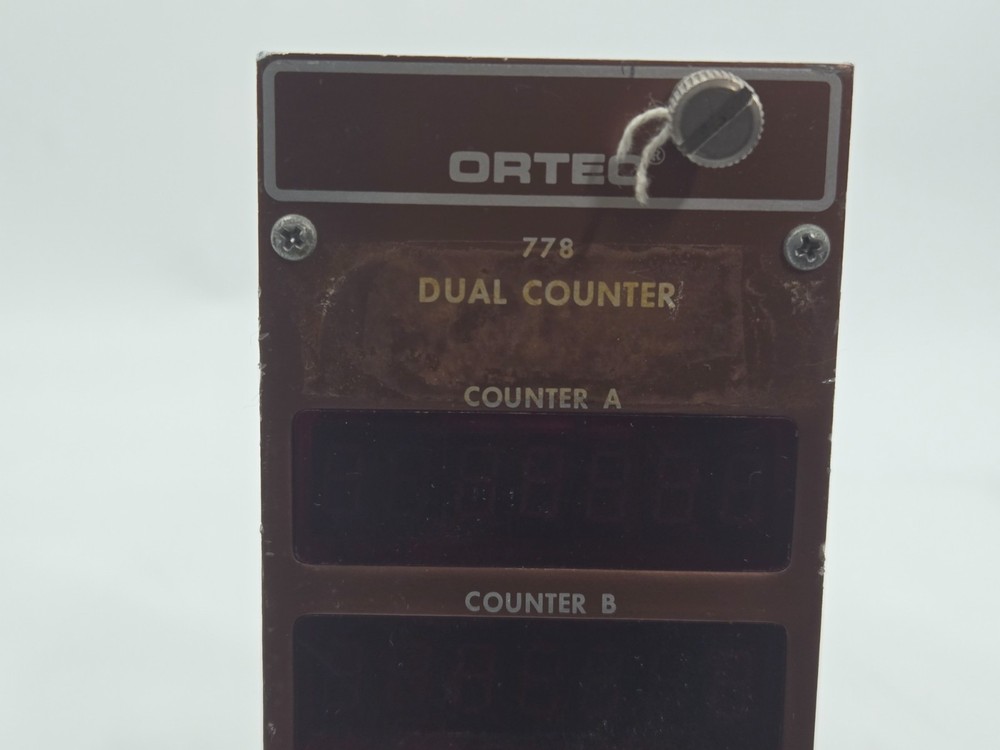 ORTEC®
778
DUAL COUNTER
COUNTER A
COUNTER B